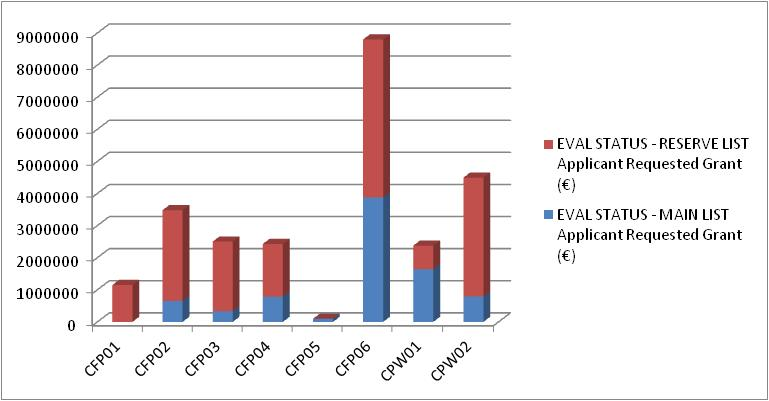 9000000
8000000
7000000
6000000
5000000
4000000
3000000
2000000
1000000
0
CFP01
CFP02
CFP03
CFP04
CFP05
CFP06
CPW01
CPW02
EVAL STATUS - RESERVE LIST
Applicant Requested Grant
(€)
EVAL STATUS - MAIN LIST
Applicant Requested Grant
(€)